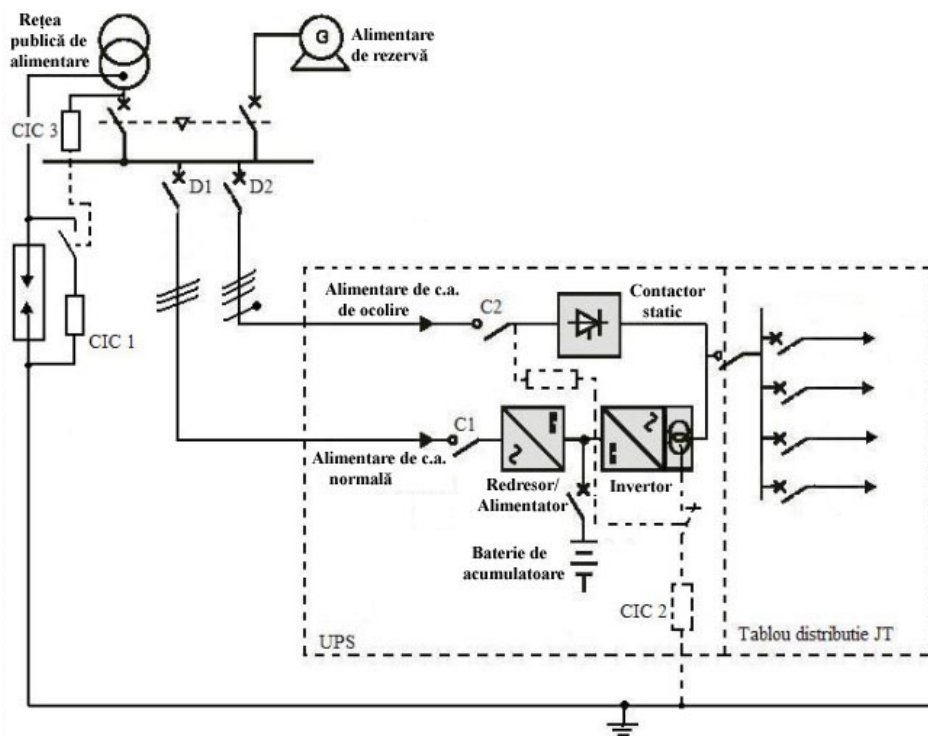 Rețea
publică de
alimentare
G
Alimentare
de rezervă
CIC 3
D1
D2
CIC 1
Alimentare de c.a.
de ocolire
C2
Contactor
static
C1
Alimentare de c.a.
normală
Redresor/
Alimentator
Invertor
Baterie de
acumulatoare
CIC 2
UPS
Tablou distributie JT